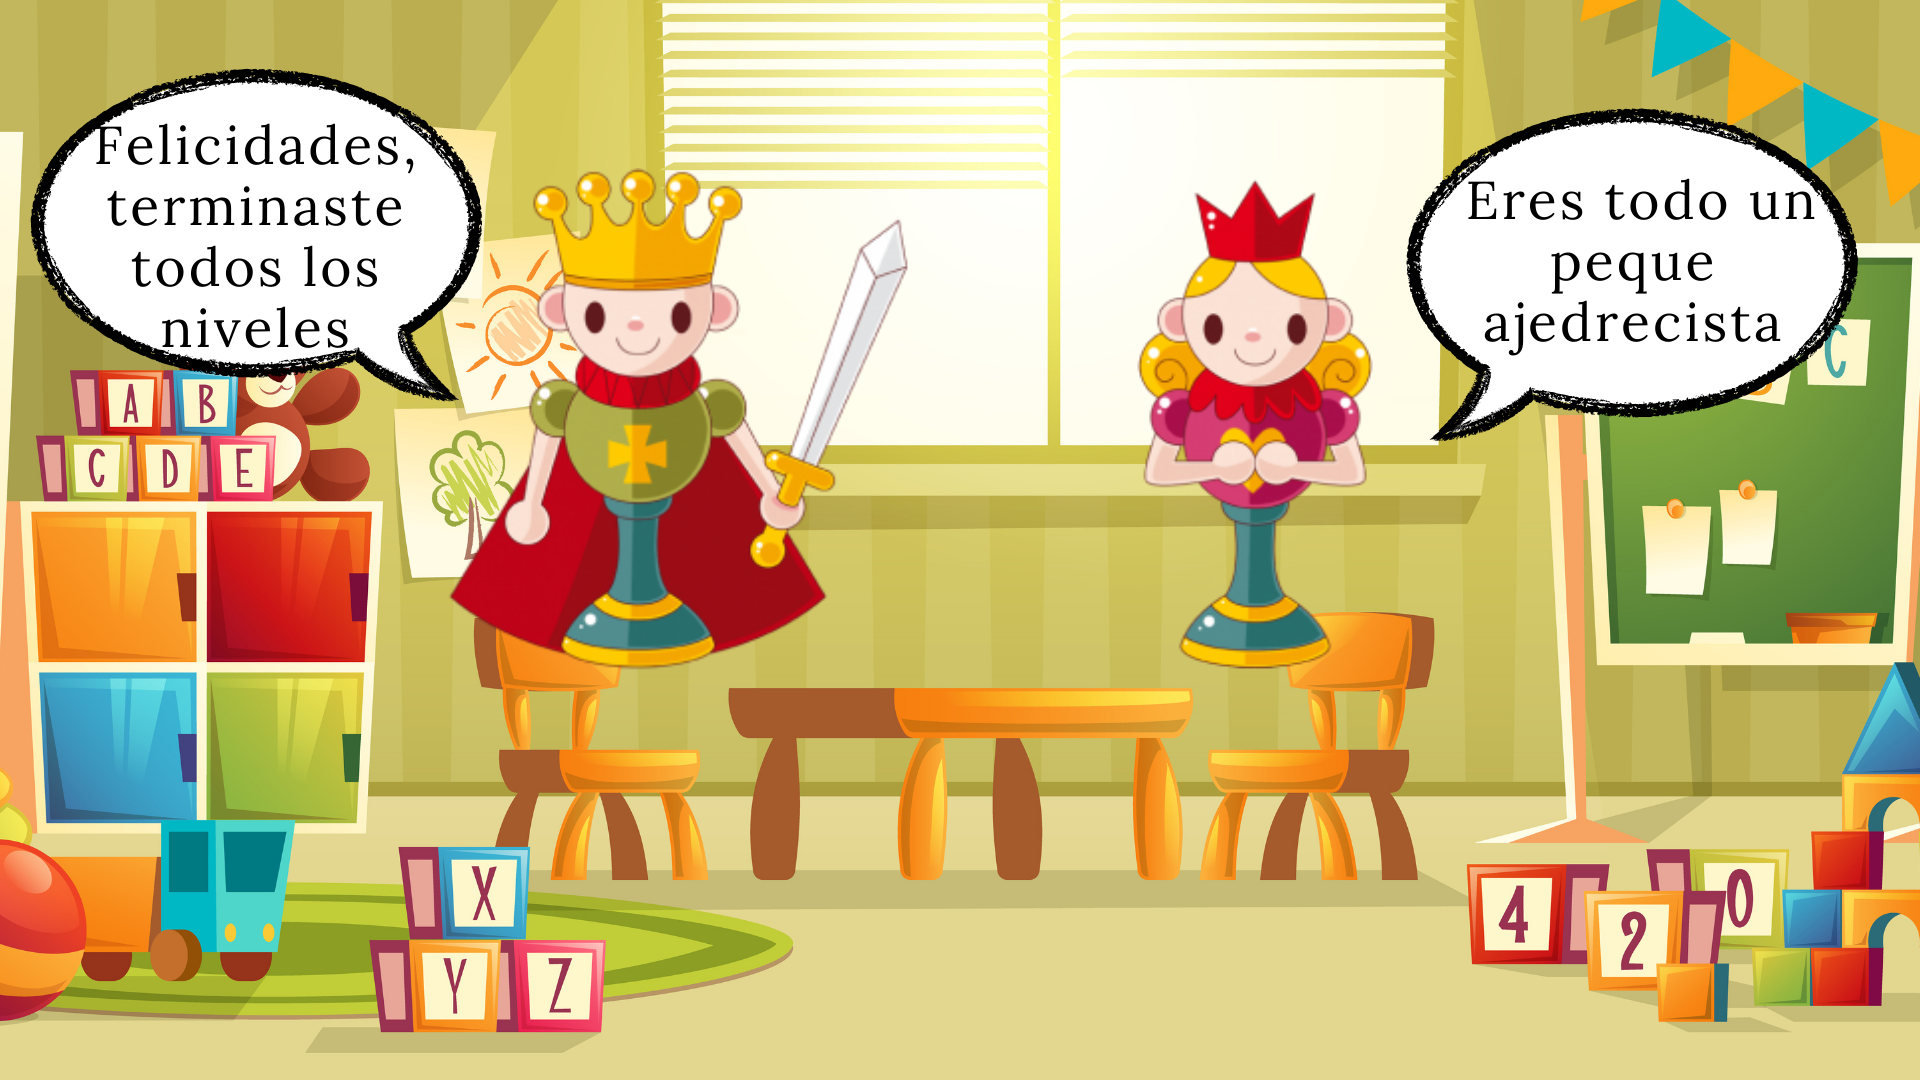 Felicidades,
terminaste
todos los
niveles
Eres todo un
peque
ajedrecista
C
A B
C D E
X
Y Z
4 0
2